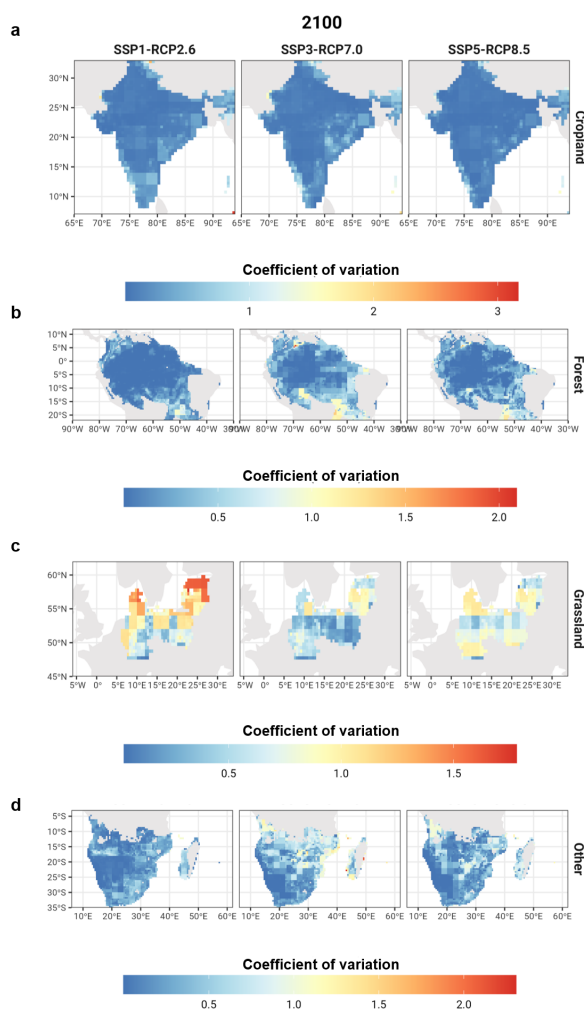 2100
a
SSP1-RCP2.6 SSP3-RCP7.0 SSP5-RCP8.5
30°N
25°N
20°N
15°N
10°N
Cropland
65°E 70°E 75°E 80°E 85°E 90°E 65°E 70°E 75°E 80°E 85°E 90°E 65°E 70°E 75°E 80°E 85°E 90°E
Coefficient of variation
1 2 3
b
10°N
5°N
0°
5°S
10°S
15°S
20°S
Forest
90°W 80°W 70°W 60°W 50°W 40°W 30°W 90°W 80°W 70°W 60°W 50°W 40°W 30°W 90°W 80°W 70°W 60°W 50°W 40°W 30°W
Coefficient of variation
0.5 1.0 1.5 2.0
c
60°N
55°N
50°N
45°N
Grassland
5°W 0° 5°E 10°E 15°E 20°E 25°E 30°E 5°W 0° 5°E 10°E 15°E 20°E 25°E 30°E 5°W 0° 5°E 10°E 15°E 20°E 25°E 30°E
Coefficient of variation
0.5 1.0 1.5
d
5°S
10°S
15°S
20°S
25°S
30°S
35°S
Other
10°E 20°E 30°E 40°E 50°E 60°E 10°E 20°E 30°E 40°E 50°E 60°E 10°E 20°E 30°E 40°E 50°E 60°E
Coefficient of variation
0.5 1.0 1.5 2.0